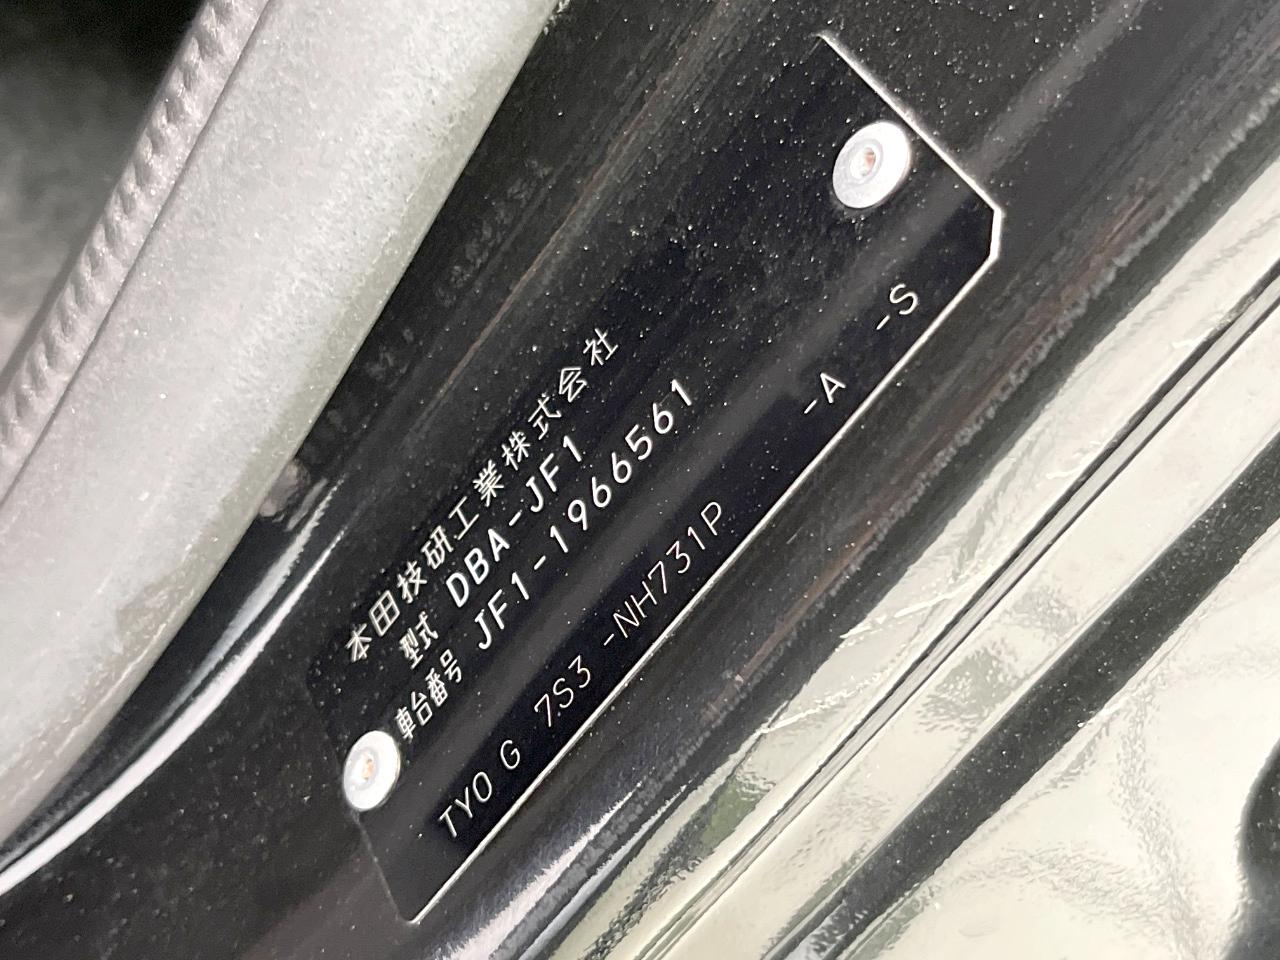 本田技研工業株式会社
型式 DBA-JF1
車台番号 JF1-1966561
TYO G 7S3 -NH731P -A -S